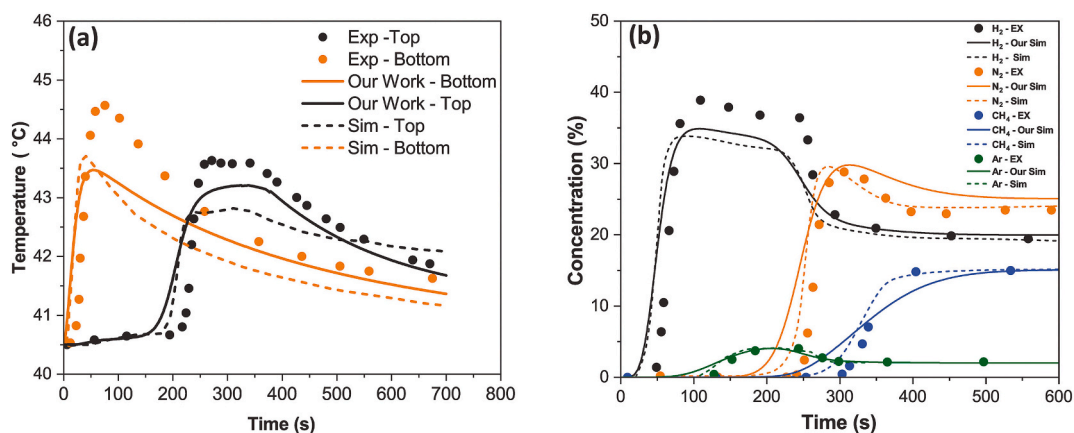 (a)
46
45
44
43
42
41
40
Temperature ( °C)
0
100
200
300
400
500
600
700
800
Time (s)
Exp -Top
Exp - Bottom
Our Work - Bottom
Our Work - Top
Sim - Top
Sim - Bottom
(b)
50
40
30
20
10
0
Concentration (%)
0
100
200
300
400
500
600
Time (s)
H₂ - EX
H₂ - Our Sim
H₂ - Sim
N₂ - EX
N₂ - Our Sim
N₂ - Sim
CH₄ - EX
CH₄ - Our Sim
CH₄ - Sim
Ar - EX
Ar - Our Sim
Ar - Sim